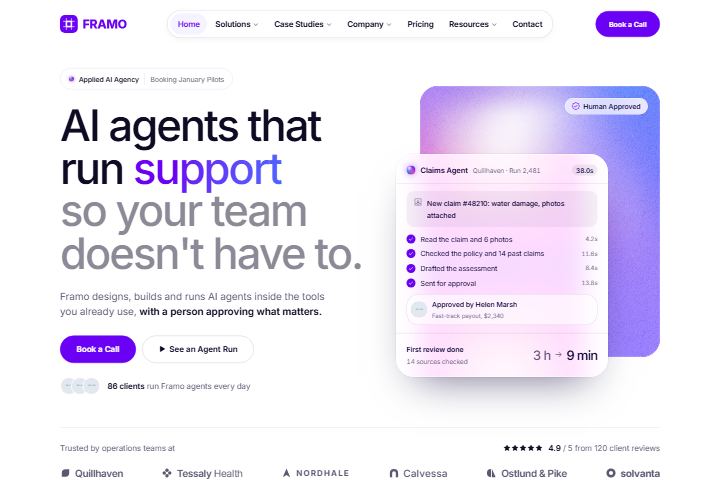 FRAMO
Home Solutions Case Studies Company Pricing Resources Contact
Book a Call
Applied AI Agency Booking January Pilots
AI agents that
run support
so your team
doesn't have to.
Framo designs, builds and runs AI agents inside the tools
you already use, with a person approving what matters.
Book a Call See an Agent Run
86 clients run Framo agents every day
Human Approved
Claims Agent Quillhaven · Run 2,481 38.0s
New claim #48210: water damage, photos
attached
Read the claim and 6 photos 4.2s
Checked the policy and 14 past claims 11.6s
Drafted the assessment 8.4s
Sent for approval 13.8s
Approved by Helen Marsh
Fast-track payout, $2,340
First review done
14 sources checked
3 h → 9 min
Trusted by operations teams at
★★★★★ 4.9 / 5 from 120 client reviews
Quillhaven Tessaly Health NORDHALE Calvessa Ostlund & Pike solvanta